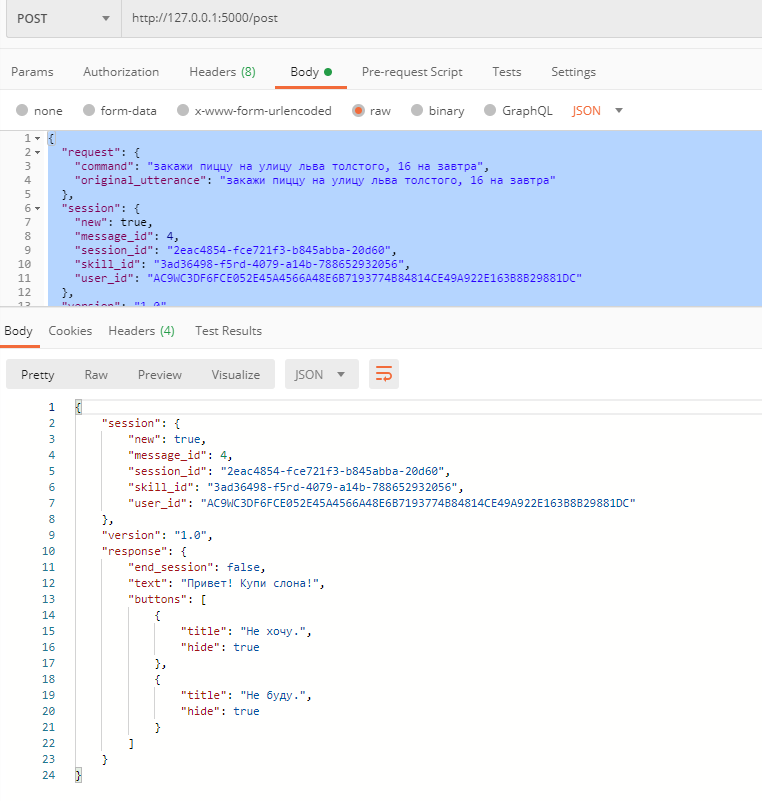 POST http://127.0.0.1:5000/post
Params Authorization Headers (8) Body Pre-request Script Tests Settings
none form-data x-www-form-urlencoded raw binary GraphQL JSON
1 {
2 "request": {
3 "command": "закажи пиццу на улицу льва толстого, 16 на завтра",
4 "original_utterance": "закажи пиццу на улицу льва толстого, 16 на завтра"
5 },
6 "session": {
7 "new": true,
8 "message_id": 4,
9 "session_id": "2eac4854-fce721f3-b845abba-20d60",
10 "skill_id": "3ad36498-f5rd-4079-a14b-788652932056",
11 "user_id": "AC9WC3DF6FCE052E45A4566A48E6B7193774B84814CE49A922E163B8B29881DC"
12 },
13 "version": "1.0"
Body Cookies Headers (4) Test Results
Pretty Raw Preview Visualize JSON
1 {
2 "session": {
3 "new": true,
4 "message_id": 4,
5 "session_id": "2eac4854-fce721f3-b845abba-20d60",
6 "skill_id": "3ad36498-f5rd-4079-a14b-788652932056",
7 "user_id": "AC9WC3DF6FCE052E45A4566A48E6B7193774B84814CE49A922E163B8B29881DC"
8 },
9 "version": "1.0",
10 "response": {
11 "end_session": false,
12 "text": "Привет! Купи слона!",
13 "buttons": [
14 {
15 "title": "Не хочу.",
16 "hide": true
17 },
18 {
19 "title": "Не буду.",
20 "hide": true
21 }
22 ]
23 }
24 }